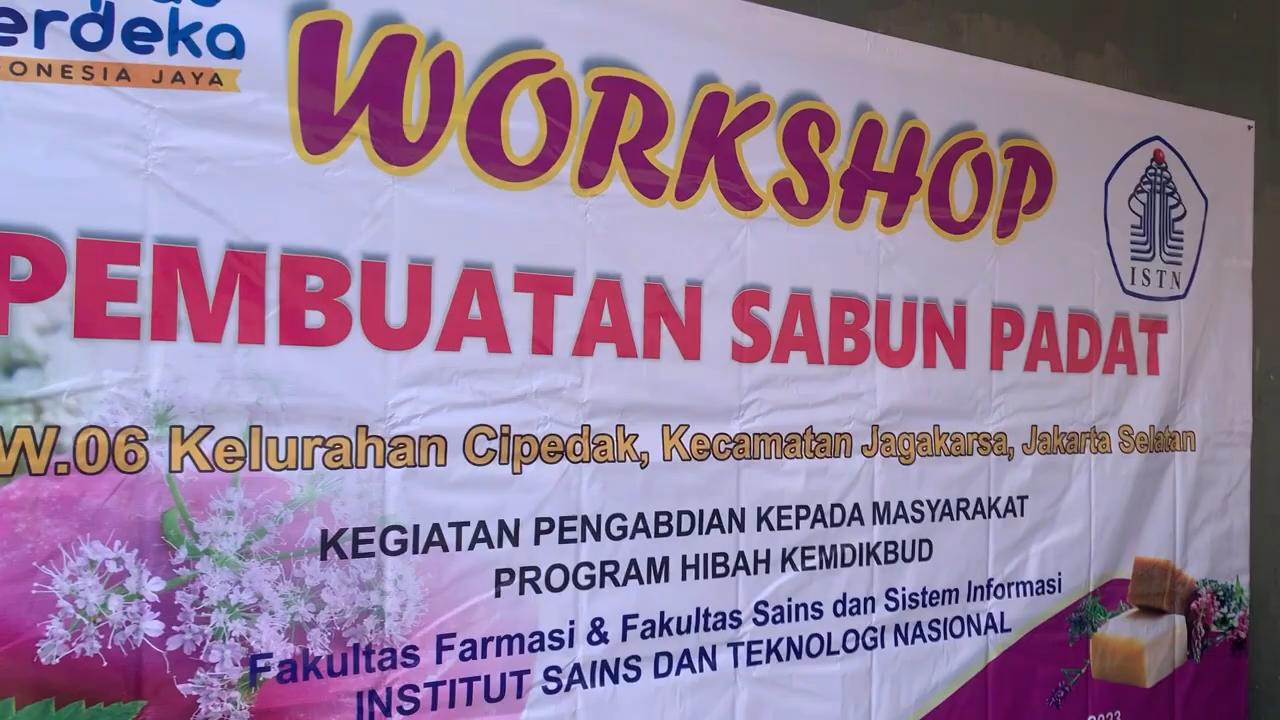 erdeka
ONESIA JAYA
WORKSHOP
ISTN
PEMBUATAN SABUN PADAT
W.06 Kelurahan Cipedak, Kecamatan Jagakarsa, Jakarta Selatan
KEGIATAN PENGABDIAN KEPADA MASYARAKAT
PROGRAM HIBAH KEMDIKBUD
Fakultas Farmasi & Fakultas Sains dan Sistem Informasi
INSTITUT SAINS DAN TEKNOLOGI NASIONAL
2023